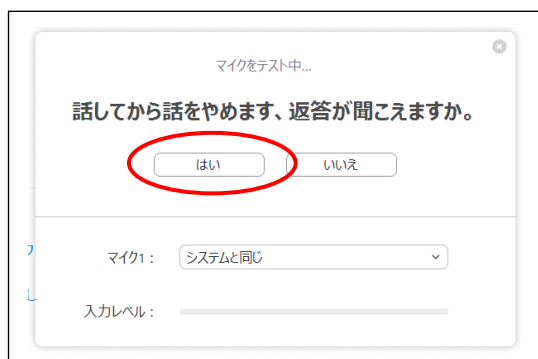 マイクをテスト中...
話してから話をやめます、返答が聞こえますか。
はい
いいえ
マイク1：
システムと同じ
入力レベル：